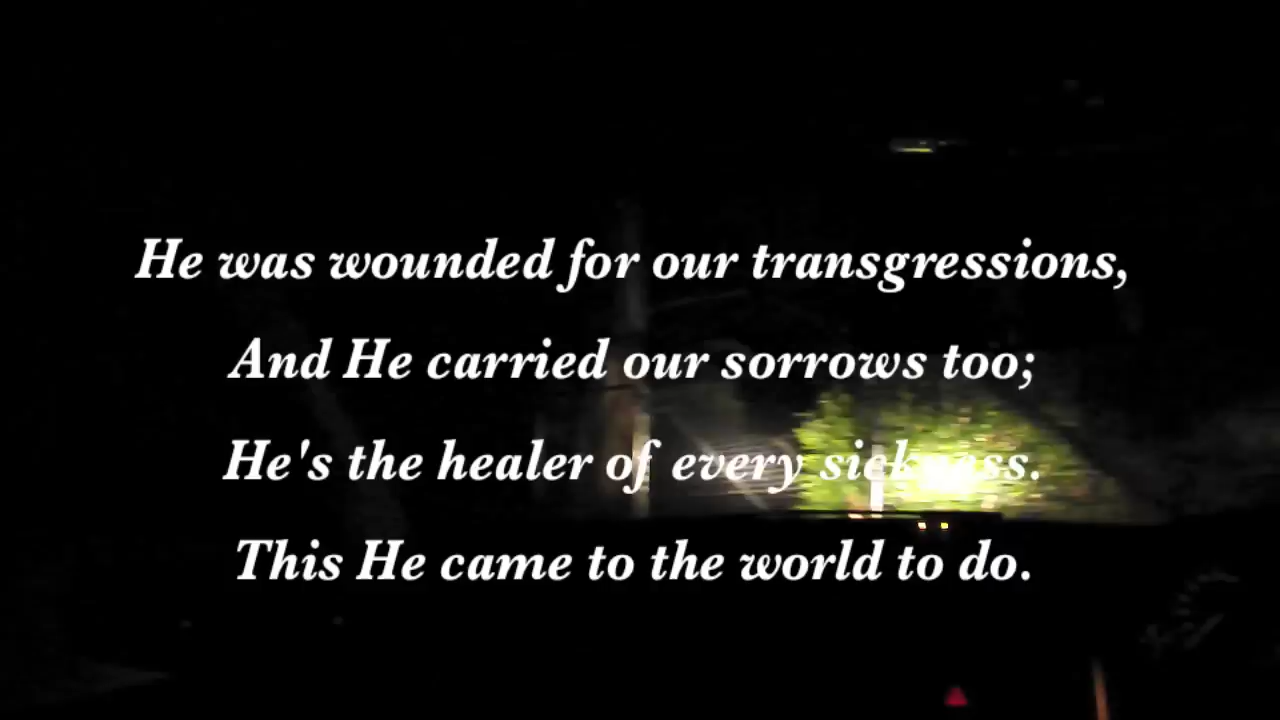 He was wounded for our transgressions,
And He carried our sorrows too;
He's the healer of every sickness.
This He came to the world to do.